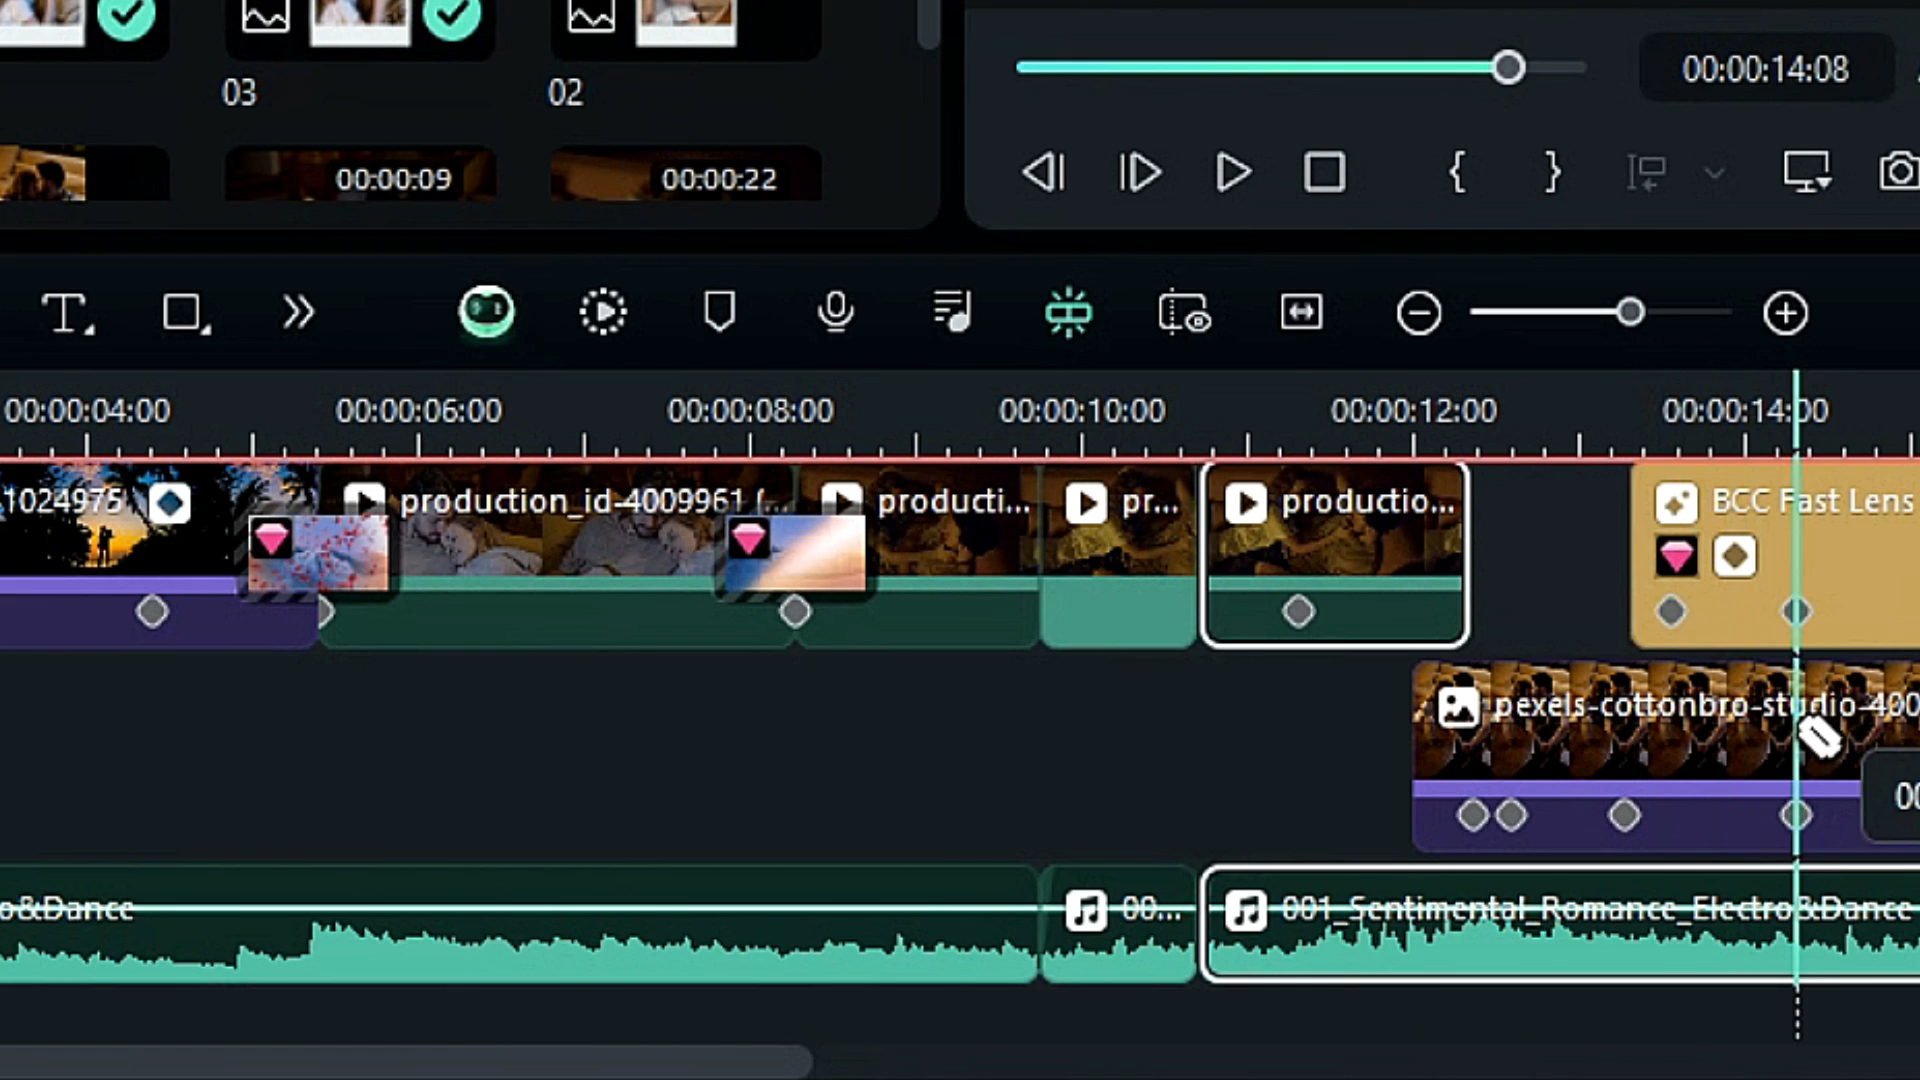 03
02
00:00:14:08
00:00:09
00:00:22
00:00:04:00
00:00:06:00
00:00:08:00
00:00:10:00
00:00:12:00
00:00:14:00
1024975
production_id-4009961 (...
producti...
pr...
productio...
BCC Fast Lens
pexels-cottonbro-studio-400
00
o&Dance
00...
001_Sentimental_Romance_Electro&Dance